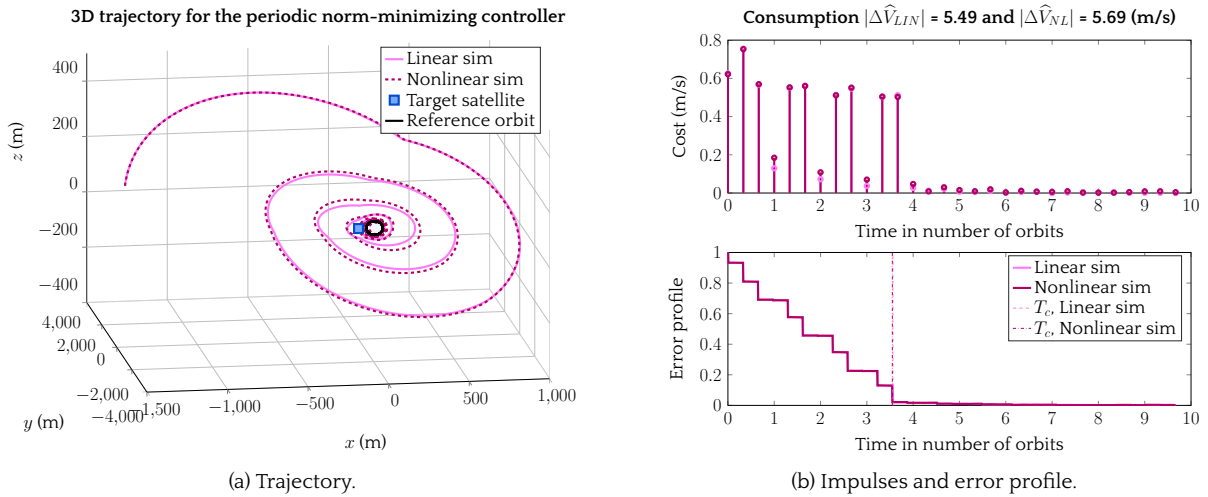 3D trajectory for the periodic norm-minimizing controller
400
200
0
−200
−400
z (m)
4,000
2,000
0
−2,000
−4,000
y (m)
−1,500
−1,000
−500
0
500
1,000
x (m)
Linear sim
Nonlinear sim
Target satellite
Reference orbit
(a) Trajectory.
Consumption |ΔV̂_LIN| = 5.49 and |ΔV̂_NL| = 5.69 (m/s)
0.8
0.6
0.4
0.2
0
Cost (m/s)
0 1 2 3 4 5 6 7 8 9 10
Time in number of orbits
1
0.8
0.6
0.4
0.2
0
Error profile
Linear sim
Nonlinear sim
T_c, Linear sim
T_c, Nonlinear sim
0 1 2 3 4 5 6 7 8 9 10
Time in number of orbits
(b) Impulses and error profile.